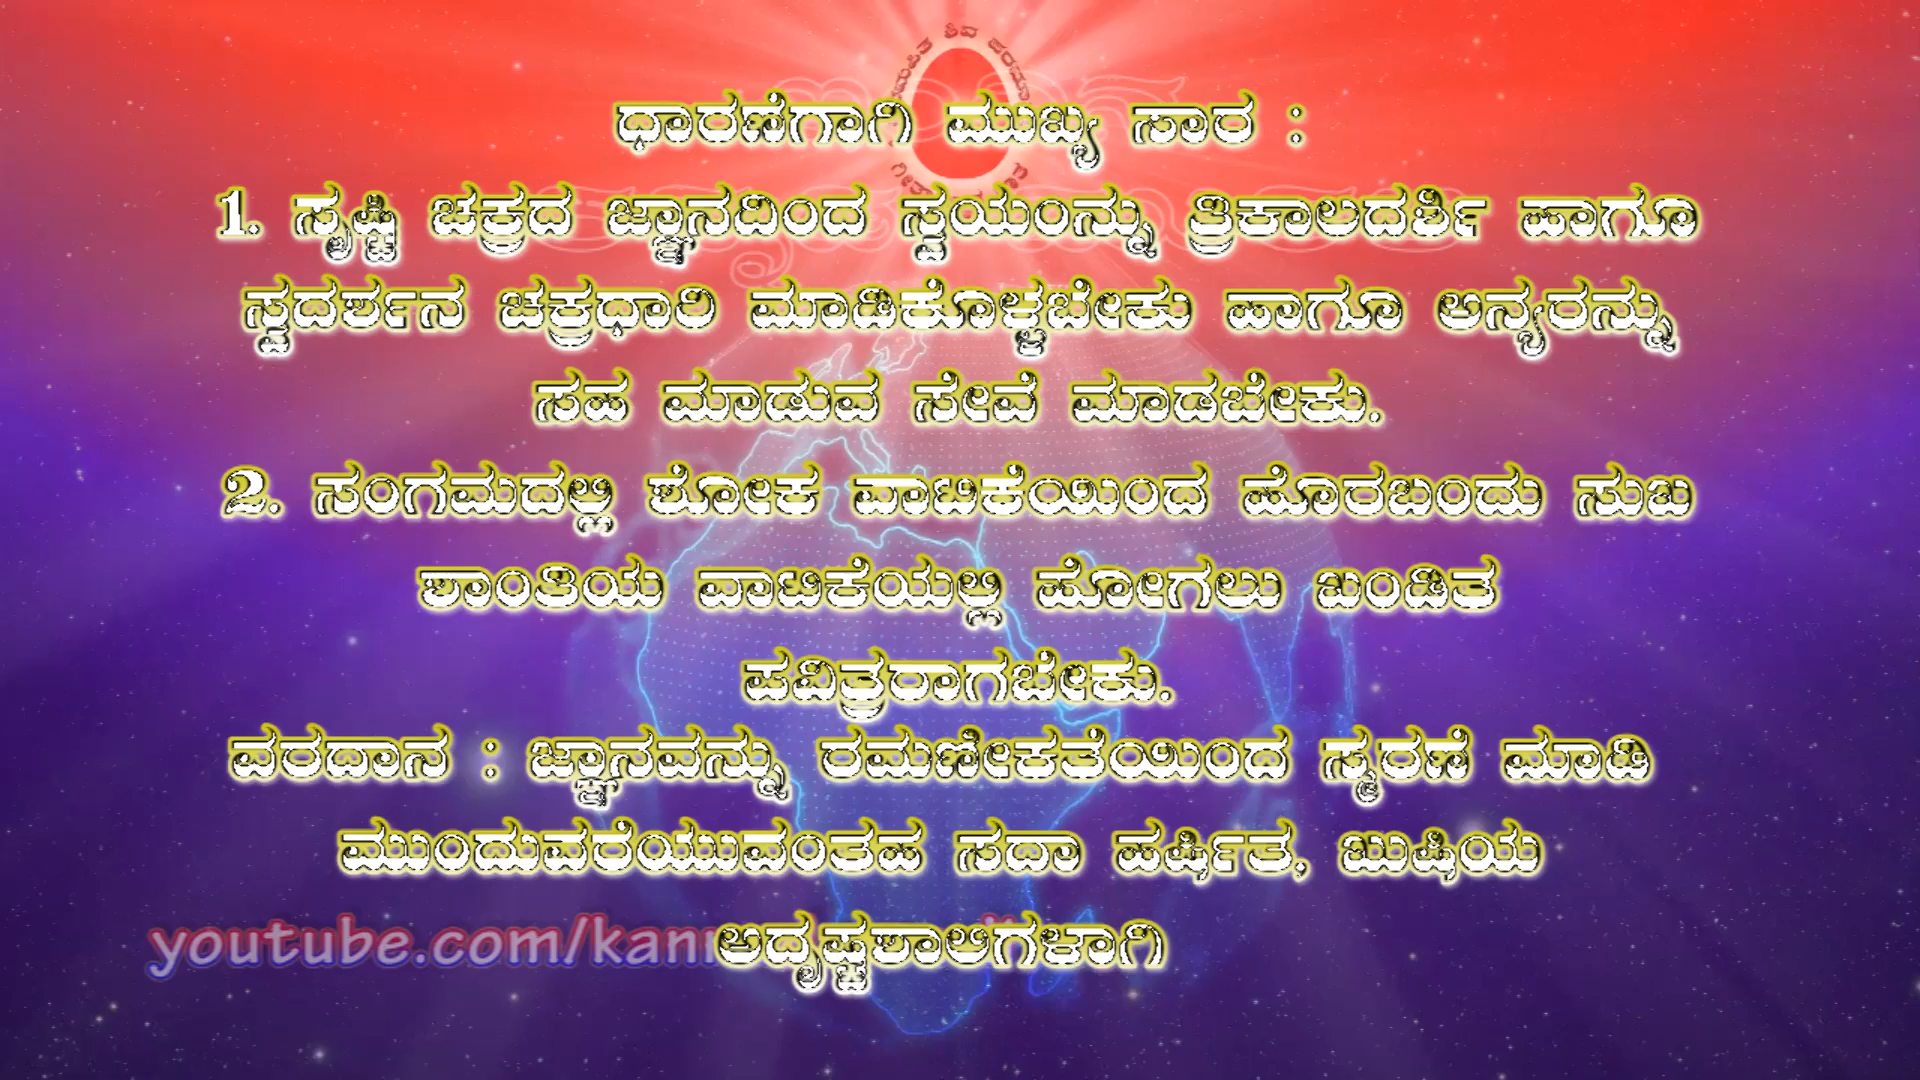 ಧಾರಣೆಗಾಗಿ ಮುಖ್ಯ ಸಾರ :
1. ಸೃಷ್ಟಿ ಚಕ್ರದ ಜ್ಞಾನದಿಂದ ಸ್ವಯಂನ್ನು ತ್ರಿಕಾಲದರ್ಶಿ ಹಾಗೂ
ಸ್ವದರ್ಶನ ಚಕ್ರಧಾರಿ ಮಾಡಿಕೊಳ್ಳಬೇಕು ಹಾಗೂ ಅನ್ಯರನ್ನು
ಸಹ ಮಾಡುವ ಸೇವೆ ಮಾಡಬೇಕು.
2. ಸಂಗಮದಲ್ಲಿ ಶೋಕ ವಾಟಿಕೆಯಿಂದ ಹೊರಬಂದು ಸುಖ
ಶಾಂತಿಯ ವಾಟಿಕೆಯಲ್ಲಿ ಹೋಗಲು ಖಂಡಿತ
ಪವಿತ್ರರಾಗಬೇಕು.
ವರದಾನ : ಜ್ಞಾನವನ್ನು ರಮಣೀಕತೆಯಿಂದ ಸ್ಮರಣೆ ಮಾಡಿ
ಮುಂದುವರೆಯುವಂತಹ ಸದಾ ಹರ್ಷಿತ, ಖುಷಿಯ
ಅದೃಷ್ಟಶಾಲಿಗಳಾಗಿ
youtube.com/kan